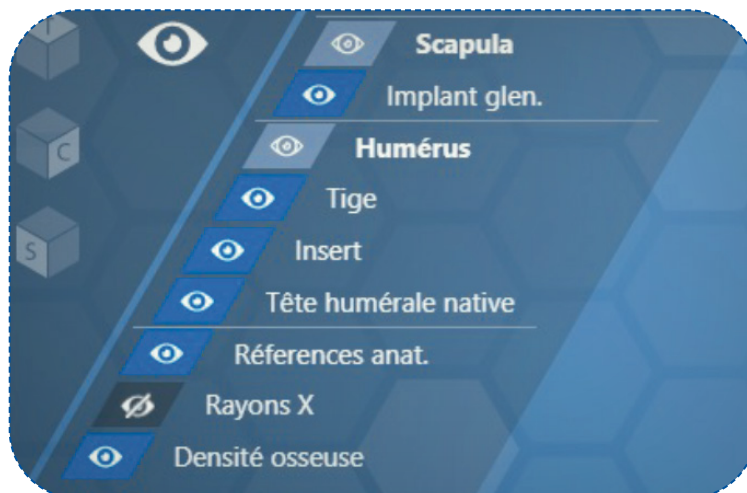 Scapula
Implant glen.
Humérus
C
Tige
S
Insert
Tête humérale native
Réferences anat.
Rayons X
Densité osseuse